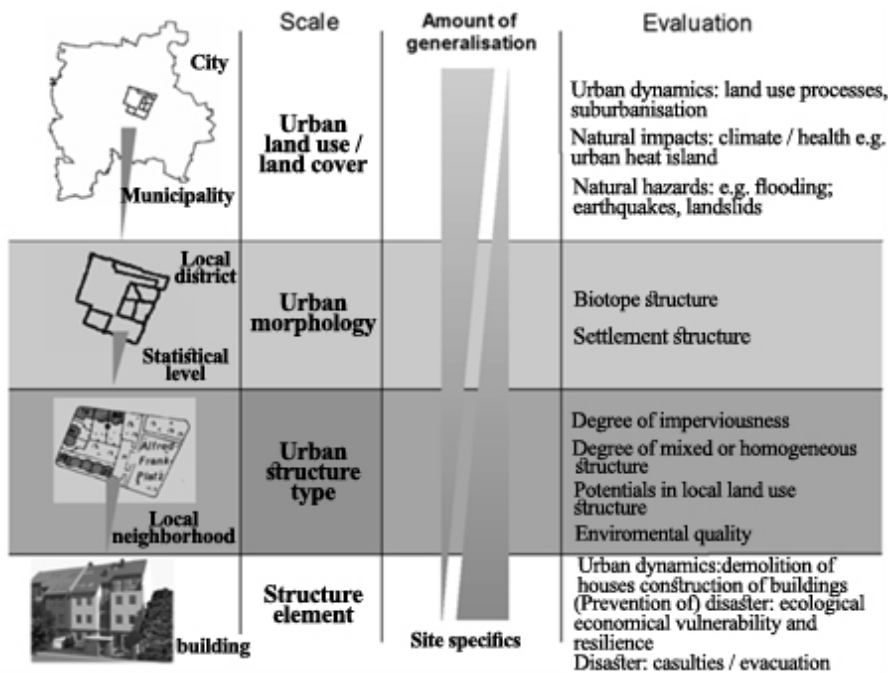 Scale
Amount of
generalisation
Evaluation
City
Municipality
Urban
land use /
land cover
Urban dynamics: land use processes,
suburbanisation
Natural impacts: climate / health e.g.
urban heat island
Natural hazards: e.g. flooding;
earthquakes, landslids
Local
district
Statistical
level
Urban
morphology
Biotope structure
Settlement structure
Alfred
Frank
Platz
Local
neighborhood
Urban
structure
type
Degree of imperviousness
Degree of mixed or homogeneous
structure
Potentials in local land use
structure
Enviromental quality
building
Structure
element
Site specifics
Urban dynamics:demolition of
houses construction of buildings
(Prevention of) disaster: ecological
economical vulnerability and
resilience
Disaster: casulties / evacuation